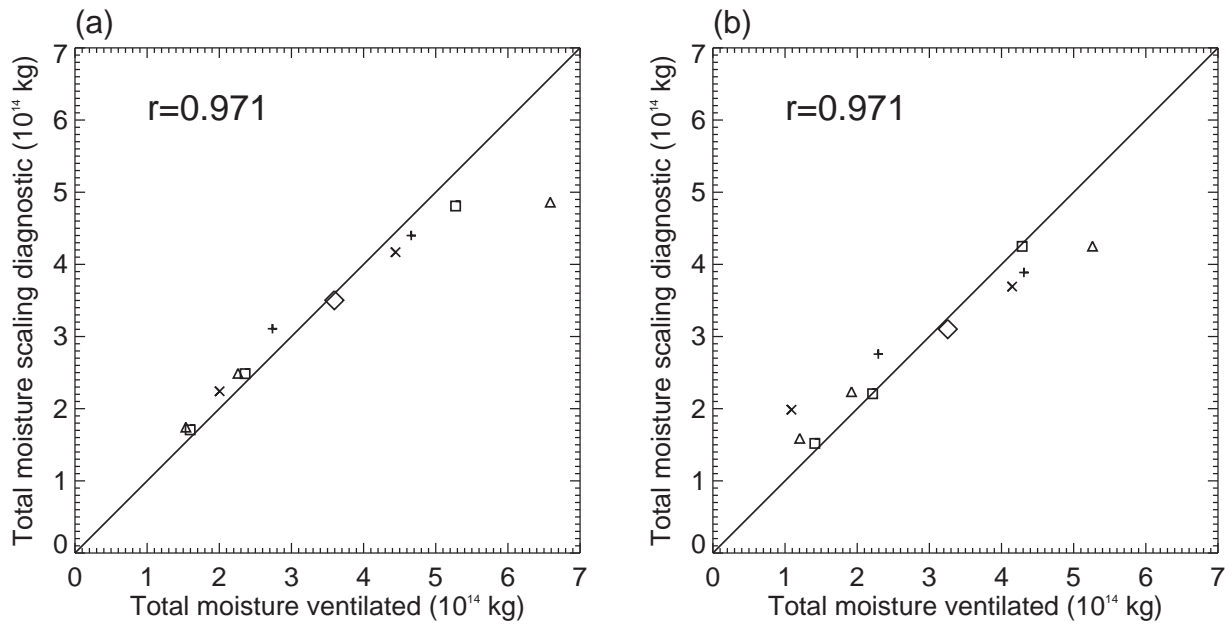 (a)
r=0.971
Total moisture scaling diagnostic (10¹⁴ kg)
7
6
5
4
3
2
1
0
0 1 2 3 4 5 6 7
Total moisture ventilated (10¹⁴ kg)
(b)
r=0.971
Total moisture scaling diagnostic (10¹⁴ kg)
7
6
5
4
3
2
1
0
0 1 2 3 4 5 6 7
Total moisture ventilated (10¹⁴ kg)